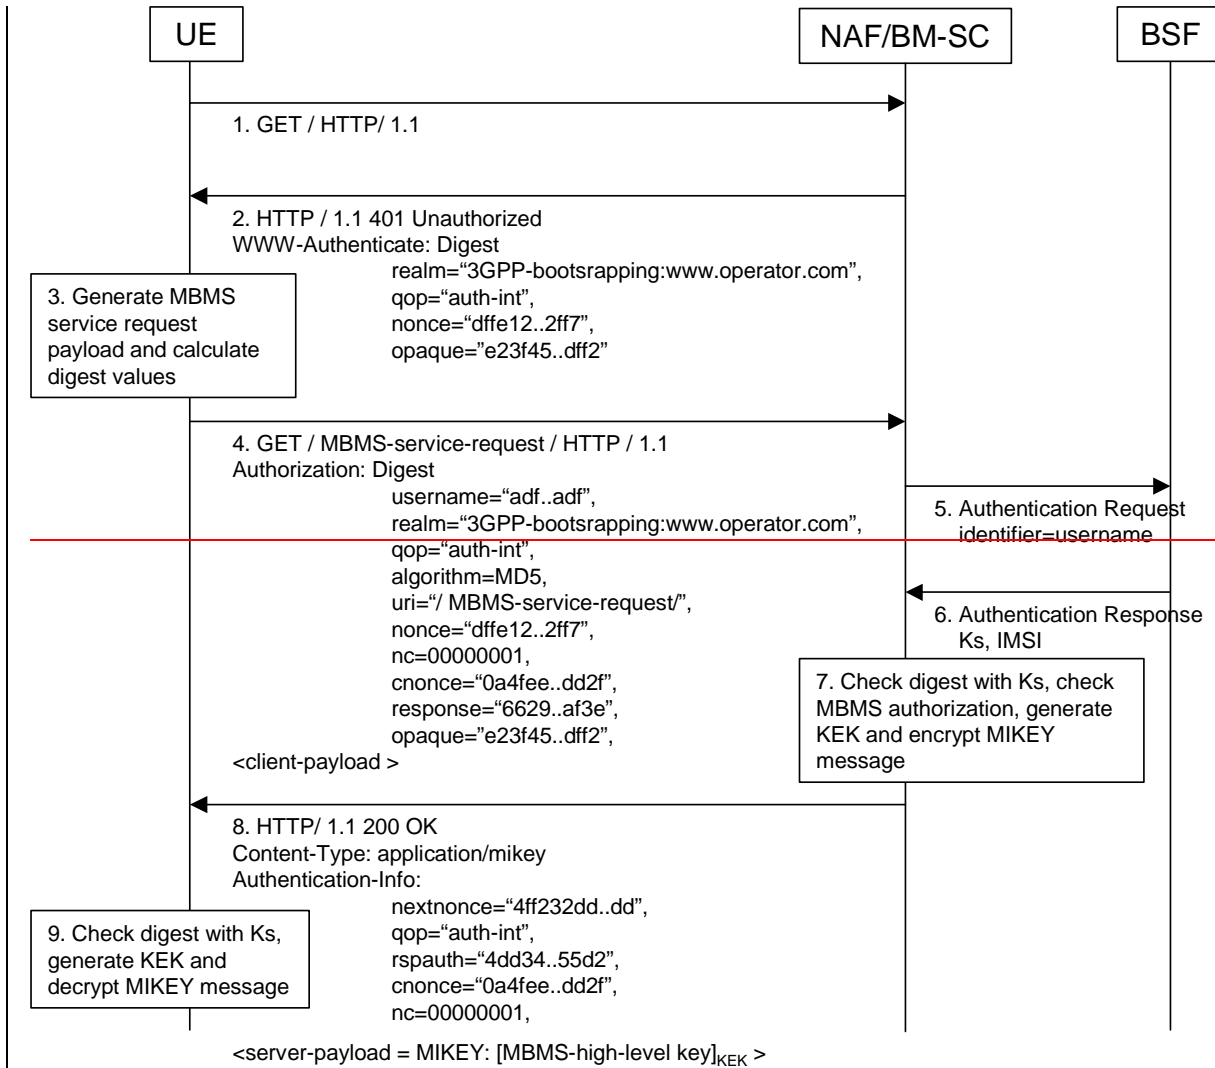 UE
NAF/BM-SC
BSF
1. GET / HTTP/ 1.1
2. HTTP / 1.1 401 Unauthorized
WWW-Authenticate: Digest
realm=“3GPP-bootsrapping:www.operator.com”,
qop=“auth-int”,
nonce=“dffe12..2ff7”,
opaque=”e23f45..dff2”
3. Generate MBMS
service request
payload and calculate
digest values
4. GET / MBMS-service-request / HTTP / 1.1
Authorization: Digest
username=“adf..adf”,
realm=“3GPP-bootsrapping:www.operator.com”,
qop=“auth-int”,
algorithm=MD5,
uri=“/ MBMS-service-request/”,
nonce=“dffe12..2ff7”,
nc=00000001,
cnonce=“0a4fee..dd2f”,
response=“6629..af3e”,
opaque=”e23f45..dff2”,
<client-payload >
5. Authentication Request
identifier=username
6. Authentication Response
Ks, IMSI
7. Check digest with Ks, check
MBMS authorization, generate
KEK and encrypt MIKEY
message
8. HTTP/ 1.1 200 OK
Content-Type: application/mikey
Authentication-Info:
nextnonce=“4ff232dd..dd”,
qop=“auth-int”,
rspauth=“4dd34..55d2”,
cnonce=“0a4fee..dd2f”,
nc=00000001,
9. Check digest with Ks,
generate KEK and
decrypt MIKEY message
<server-payload = MIKEY: [MBMS-high-level key]KEK >